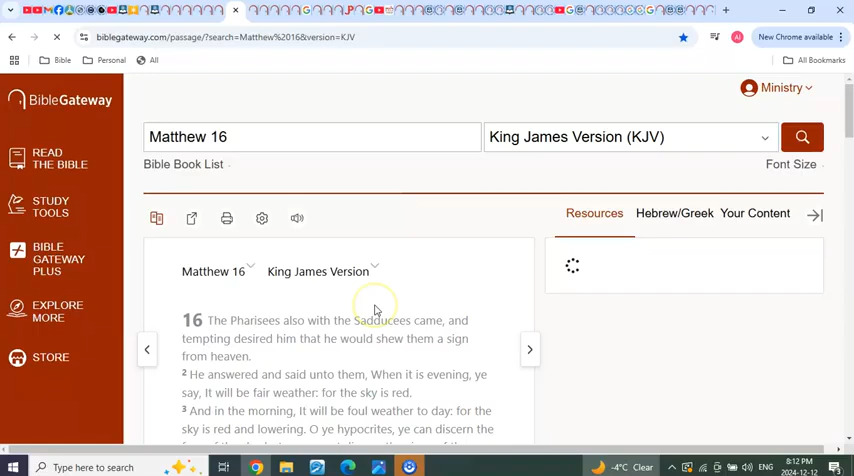 biblegateway.com/passage/?search=Matthew%2016&version=KJV
New Chrome available
Bible
Personal
All
All Bookmarks
BibleGateway
Ministry
READ
THE BIBLE
STUDY
TOOLS
BIBLE
GATEWAY
PLUS
EXPLORE
MORE
STORE
Matthew 16
King James Version (KJV)
Bible Book List
Font Size
Resources
Hebrew/Greek
Your Content
Matthew 16 King James Version
16 The Pharisees also with the Sadducees came, and
tempting desired him that he would shew them a sign
from heaven.
2 He answered and said unto them, When it is evening, ye
say, It will be fair weather: for the sky is red.
3 And in the morning, It will be foul weather to day: for the
sky is red and lowering. O ye hypocrites, ye can discern the
Type here to search
-4°C Clear
ENG
8:12 PM
2024-12-12
3